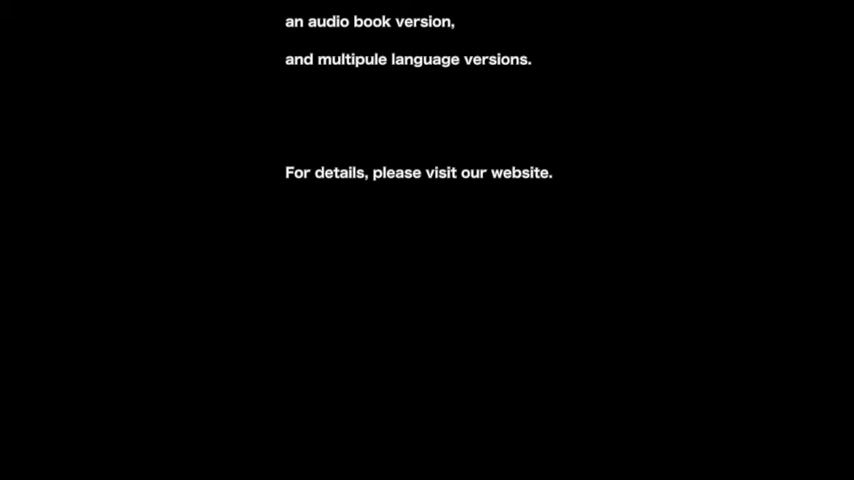 an audio book version,
and multipule language versions.
For details, please visit our website.